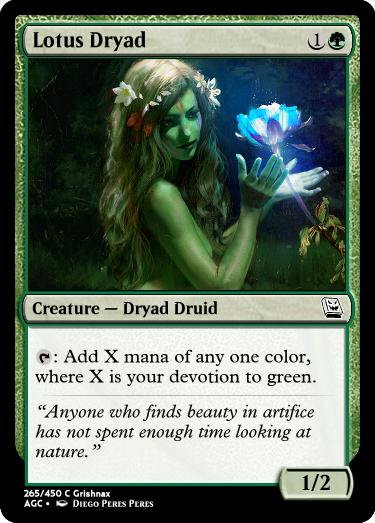 Lotus Dryad 1
Creature — Dryad Druid
: Add X mana of any one color,
where X is your devotion to green.
“Anyone who finds beauty in artifice
has not spent enough time looking at
nature.”
1/2
265/450 C Grishnax
AGC • Diego Peres Peres